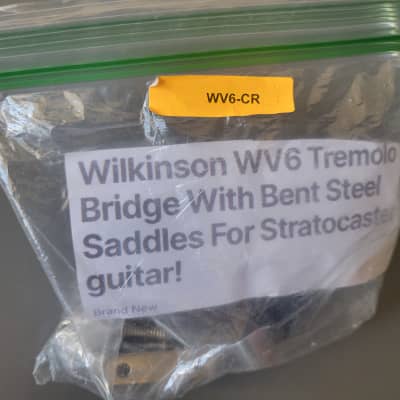 WV6-CR
Wilkinson WV6 Tremolo
Bridge With Bent Steel
Saddles For Stratocaster
guitar!
Brand New